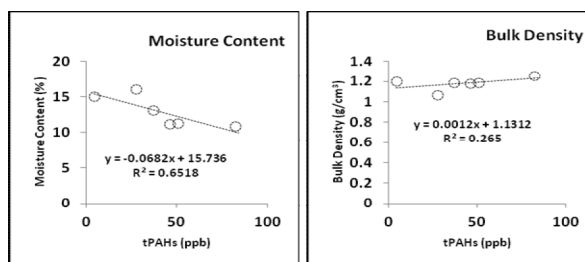 Moisture Content
20
15
10
5
0
Moisture Content (%)
y = -0.0682x + 15.736
R² = 0.6518
0 50 100
tPAHs (ppb)
Bulk Density
1.4
1.2
1
0.8
0.6
0.4
0.2
0
Bulk Density (g/cm³)
y = 0.0012x + 1.1312
R² = 0.265
0 50 100
tPAHs (ppb)